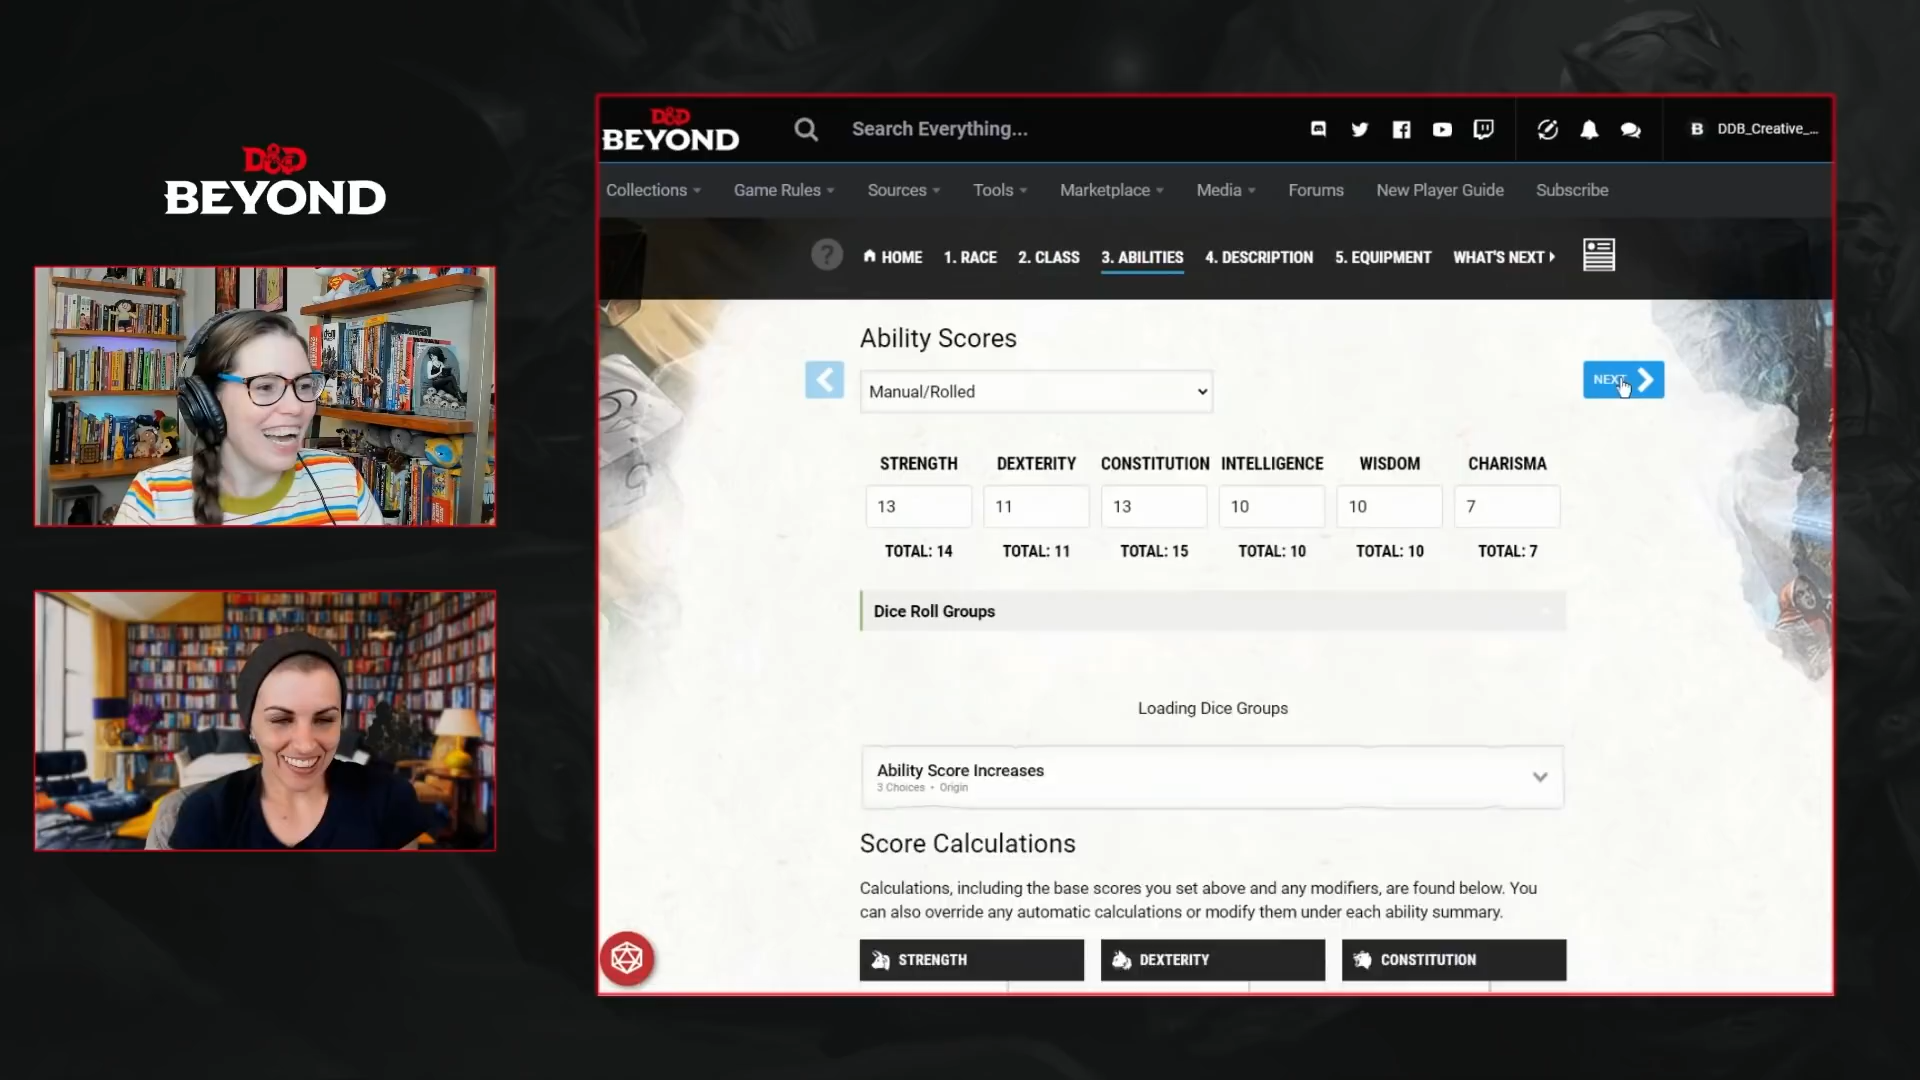 D&D
BEYOND
D&D
BEYOND
Search Everything...
B DDB_Creative_...
Collections
Game Rules
Sources
Tools
Marketplace
Media
Forums
New Player Guide
Subscribe
?
HOME
1. RACE
2. CLASS
3. ABILITIES
4. DESCRIPTION
5. EQUIPMENT
WHAT'S NEXT
Ability Scores
Manual/Rolled
NEXT
STRENGTH DEXTERITY CONSTITUTION INTELLIGENCE WISDOM CHARISMA
13 11 13 10 10 7
TOTAL: 14 TOTAL: 11 TOTAL: 15 TOTAL: 10 TOTAL: 10 TOTAL: 7
Dice Roll Groups
Loading Dice Groups
Ability Score Increases
3 Choices • Origin
Score Calculations
Calculations, including the base scores you set above and any modifiers, are found below. You
can also override any automatic calculations or modify them under each ability summary.
STRENGTH DEXTERITY CONSTITUTION